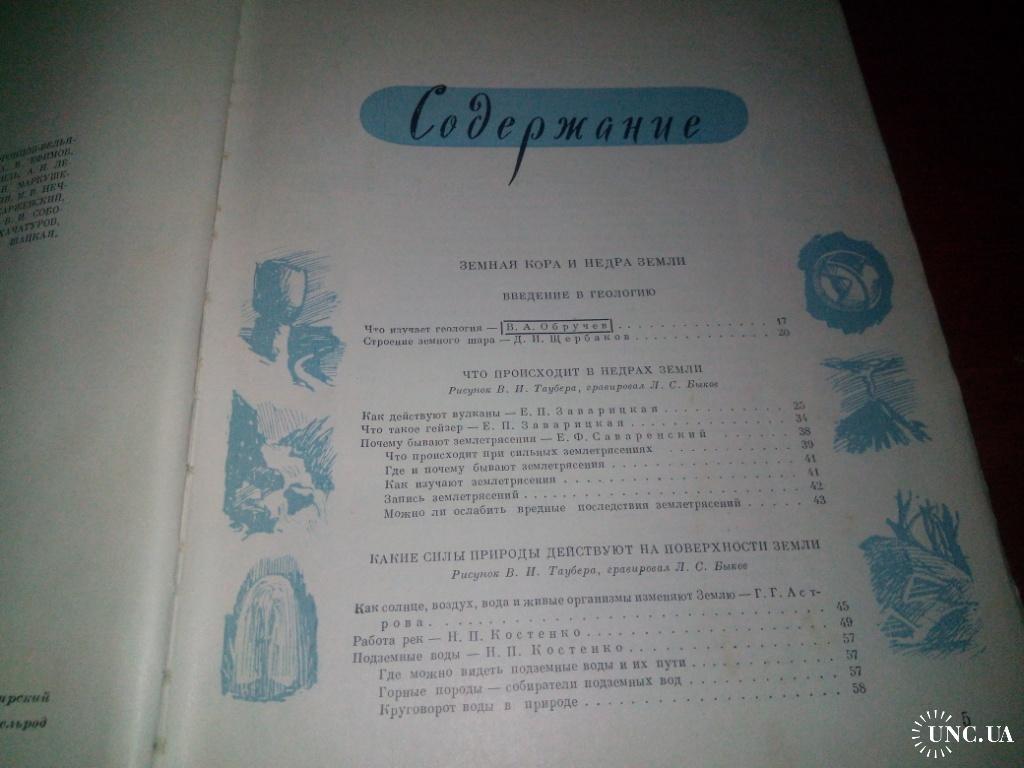 ЕФИМОВ,
МАРКУШЕ-
М. В. НЕЧ-
В. И. СОБО-
ХАЧАТУРОВ,
ШАЦКАЯ.
Содержание
ЗЕМНАЯ КОРА И НЕДРА ЗЕМЛИ
ВВЕДЕНИЕ В ГЕОЛОГИЮ
Что изучает геология — В. А. Обручев . . . . . . . . . . . . . . 17
Строение земного шара — Д. И. Щербаков . . . . . . . . . . . . . 20
ЧТО ПРОИСХОДИТ В НЕДРАХ ЗЕМЛИ
Рисунок В. И. Таубера, гравировал Л. С. Быков
Как действуют вулканы — Е. П. Заварицкая . . . . . . . . . . . 25
Что такое гейзер — Е. П. Заварицкая . . . . . . . . . . . . . . 34
Почему бывают землетрясения — Е. Ф. Саваренский . . . . . . . . 38
Что происходит при сильных землетрясениях . . . . . . . . . . . 39
Где и почему бывают землетрясения . . . . . . . . . . . . . . . 41
Как изучают землетрясения . . . . . . . . . . . . . . . . . . . 41
Запись землетрясений . . . . . . . . . . . . . . . . . . . . . . 42
Можно ли ослабить вредные последствия землетрясений . . . . . 43
КАКИЕ СИЛЫ ПРИРОДЫ ДЕЙСТВУЮТ НА ПОВЕРХНОСТИ ЗЕМЛИ
Рисунок В. И. Таубера, гравировал Л. С. Быков
Как солнце, воздух, вода и живые организмы изменяют Землю — Г. Г. Аст-
рова . . . . . . . . . . . . . . . . . . . . . . . . . . . . . . 45
Работа рек — Н. П. Костенко . . . . . . . . . . . . . . . . . . 49
Подземные воды — Н. П. Костенко . . . . . . . . . . . . . . . . 57
Где можно видеть подземные воды и их пути . . . . . . . . . . . 57
Горные породы — собиратели подземных вод . . . . . . . . . . . 57
Круговорот воды в природе . . . . . . . . . . . . . . . . . . . 58
5
UNC.UA